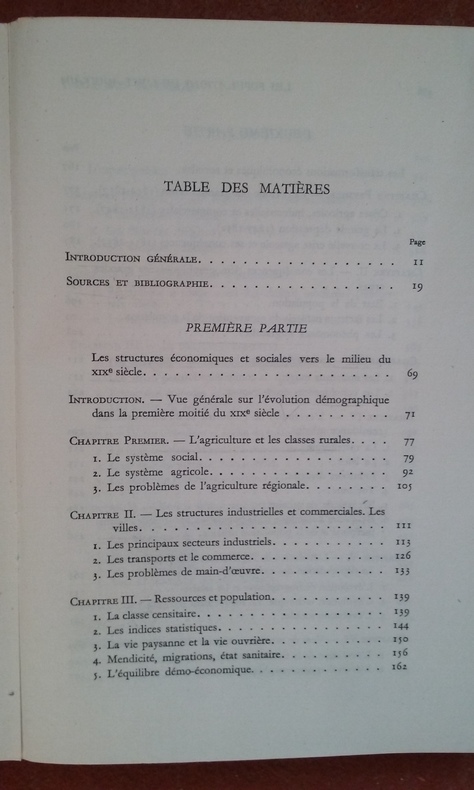 TABLE DES MATIÈRES
Page
INTRODUCTION GÉNÉRALE. . . . . . . . . . . . . . . . . . 11
SOURCES ET BIBLIOGRAPHIE. . . . . . . . . . . . . . . . . 19
PREMIÈRE PARTIE
Les structures économiques et sociales vers le milieu du
XIXe siècle. . . . . . . . . . . . . . . . . . . . . . . 69
INTRODUCTION. — Vue générale sur l'évolution démographique
dans la première moitié du XIXe siècle . . . . . . . . . . 71
CHAPITRE PREMIER. — L'agriculture et les classes rurales. . . . 77
1. Le système social. . . . . . . . . . . . . . . . . . 79
2. Le système agricole. . . . . . . . . . . . . . . . . 92
3. Les problèmes de l'agriculture régionale. . . . . . . . 105
CHAPITRE II. — Les structures industrielles et commerciales. Les
villes. . . . . . . . . . . . . . . . . . . . . . . 111
1. Les principaux secteurs industriels. . . . . . . . . . . 113
2. Les transports et le commerce. . . . . . . . . . . . . 126
3. Les problèmes de main-d'œuvre. . . . . . . . . . . . 133
CHAPITRE III. — Ressources et population. . . . . . . . . . . 139
1. La classe censitaire. . . . . . . . . . . . . . . . . 139
2. Les indices statistiques. . . . . . . . . . . . . . . 144
3. La vie paysanne et la vie ouvrière. . . . . . . . . . . 150
4. Mendicité, migrations, état sanitaire. . . . . . . . . . 156
5. L'équilibre démo-économique. . . . . . . . . . . . . 162